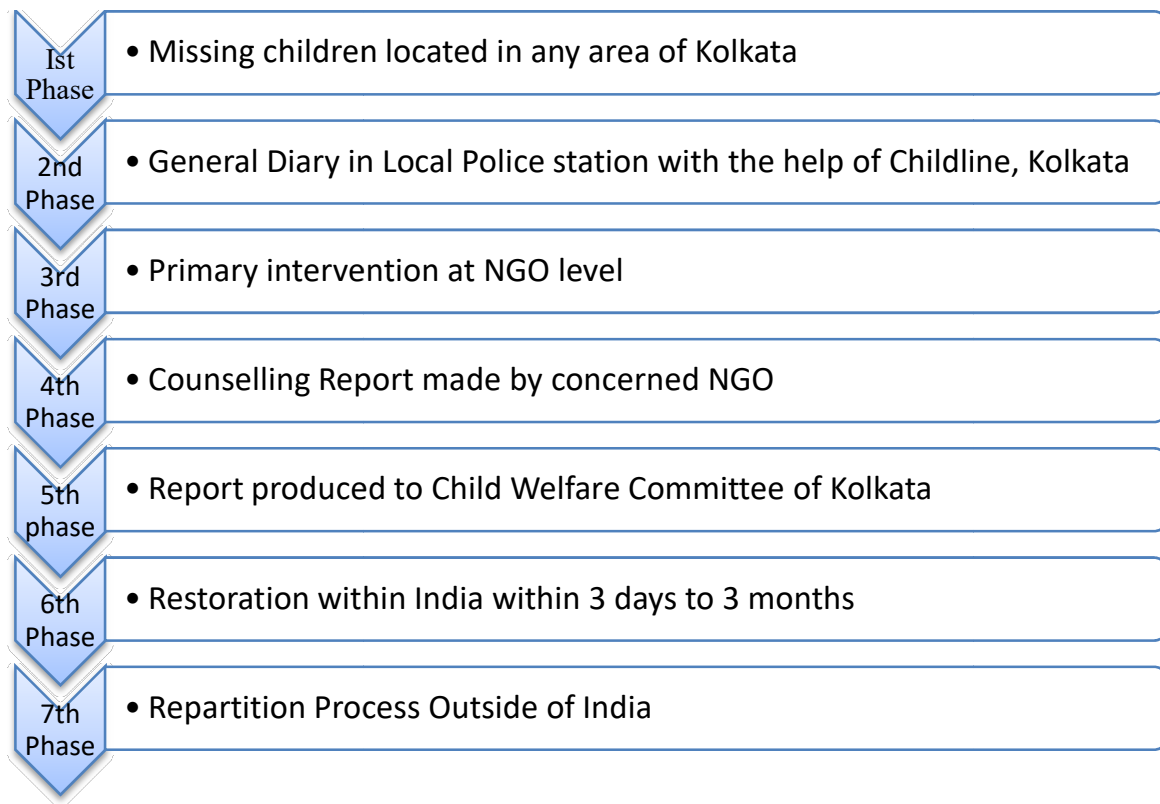 Ist
Phase
• Missing children located in any area of Kolkata
2nd
Phase
• General Diary in Local Police station with the help of Childline, Kolkata
3rd
Phase
• Primary intervention at NGO level
4th
Phase
• Counselling Report made by concerned NGO
5th
phase
• Report produced to Child Welfare Committee of Kolkata
6th
Phase
• Restoration within India within 3 days to 3 months
7th
Phase
• Repartition Process Outside of India